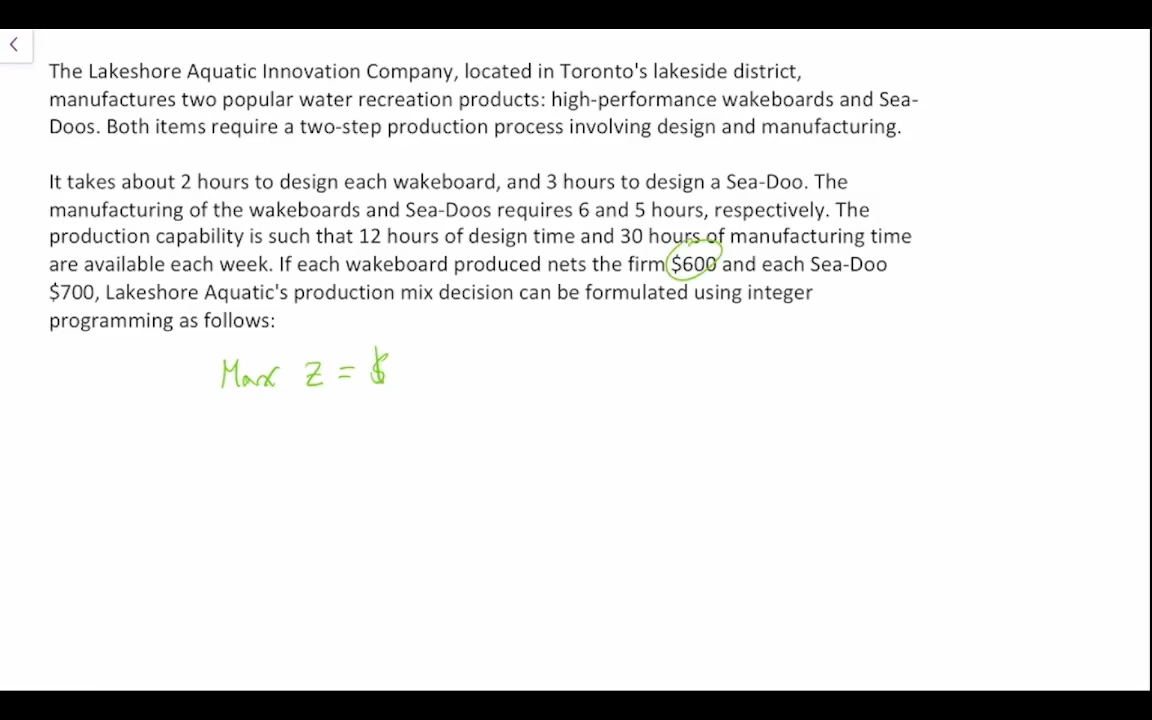 The Lakeshore Aquatic Innovation Company, located in Toronto's lakeside district,
manufactures two popular water recreation products: high-performance wakeboards and Sea-
Doos. Both items require a two-step production process involving design and manufacturing.
It takes about 2 hours to design each wakeboard, and 3 hours to design a Sea-Doo. The
manufacturing of the wakeboards and Sea-Doos requires 6 and 5 hours, respectively. The
production capability is such that 12 hours of design time and 30 hours of manufacturing time
are available each week. If each wakeboard produced nets the firm $600 and each Sea-Doo
$700, Lakeshore Aquatic's production mix decision can be formulated using integer
programming as follows:
Max Z = $